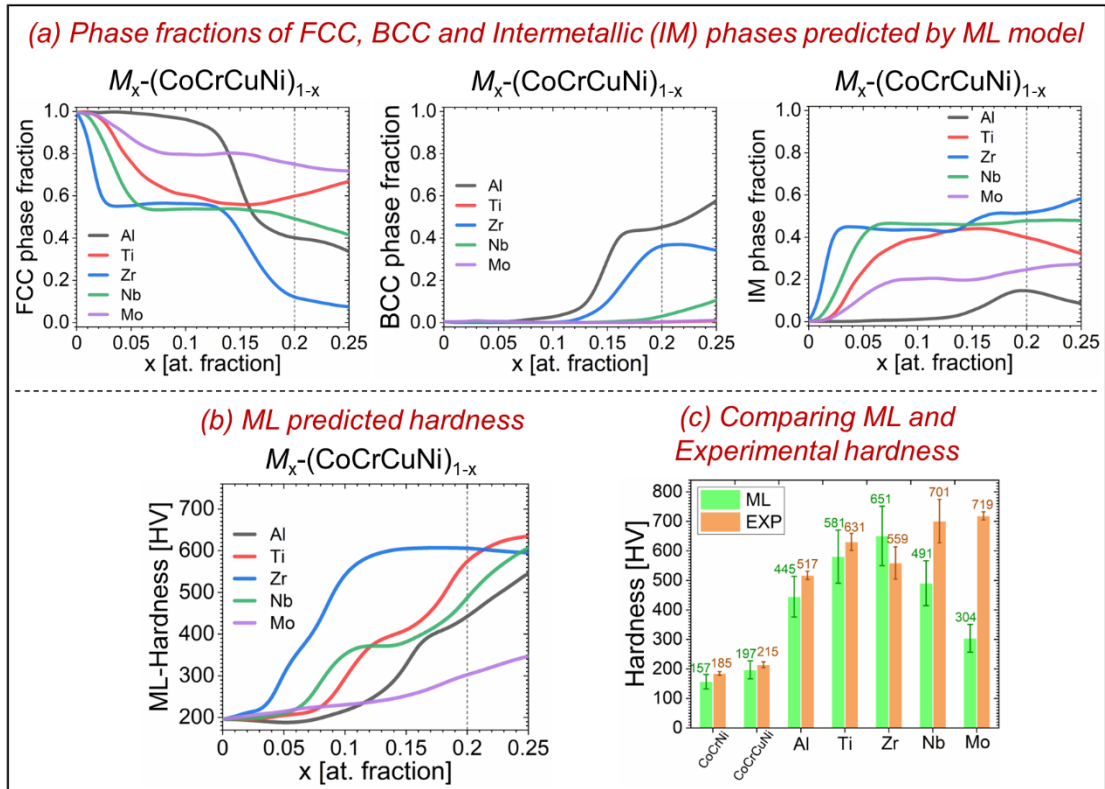 (a) Phase fractions of FCC, BCC and Intermetallic (IM) phases predicted by ML model
Mx-(CoCrCuNi)1-x
FCC phase fraction
1.0
0.8
0.6
0.4
0.2
0.0
Al
Ti
Zr
Nb
Mo
0 0.05 0.1 0.15 0.2 0.25
x [at. fraction]
Mx-(CoCrCuNi)1-x
BCC phase fraction
1.0
0.8
0.6
0.4
0.2
0.0
Al
Ti
Zr
Nb
Mo
0 0.05 0.1 0.15 0.2 0.25
x [at. fraction]
Mx-(CoCrCuNi)1-x
IM phase fraction
1.0
0.8
0.6
0.4
0.2
0.0
Al
Ti
Zr
Nb
Mo
0 0.05 0.1 0.15 0.2 0.25
x [at. fraction]
(b) ML predicted hardness
Mx-(CoCrCuNi)1-x
ML-Hardness [HV]
700
600
500
400
300
200
Al
Ti
Zr
Nb
Mo
0 0.05 0.1 0.15 0.2 0.25
x [at. fraction]
(c) Comparing ML and
Experimental hardness
Hardness [HV]
800
700
600
500
400
300
200
100
0
ML
EXP
157 185 197 215 445 517 581 631 651 559 491 701 304 719
CoCrNi CoCrCuNi Al Ti Zr Nb Mo